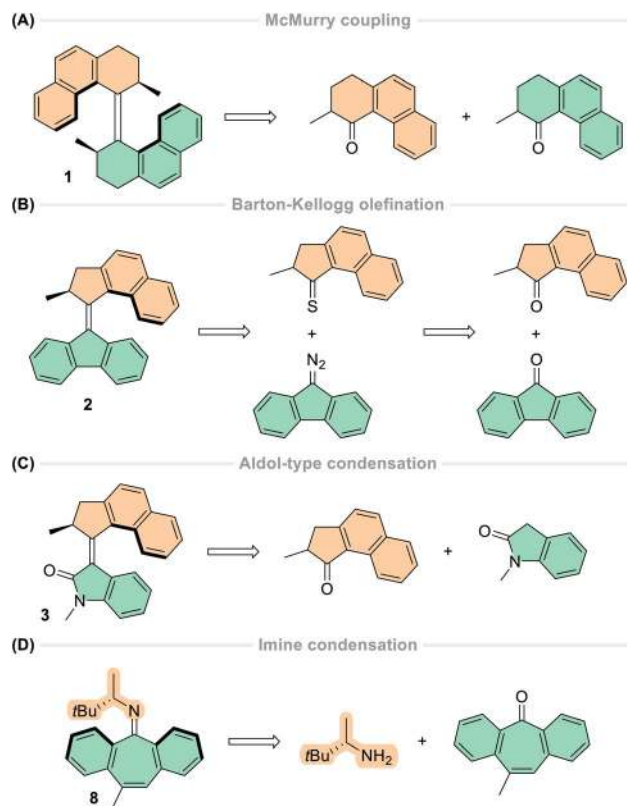 (A) McMurry coupling
1
+
O
O
(B) Barton-Kellogg olefination
2
S
+
N₂
O
+
O
(C) Aldol-type condensation
O
N
3
O
+
O
N
(D) Imine condensation
tBu
N
8
tBu
NH₂
+
O